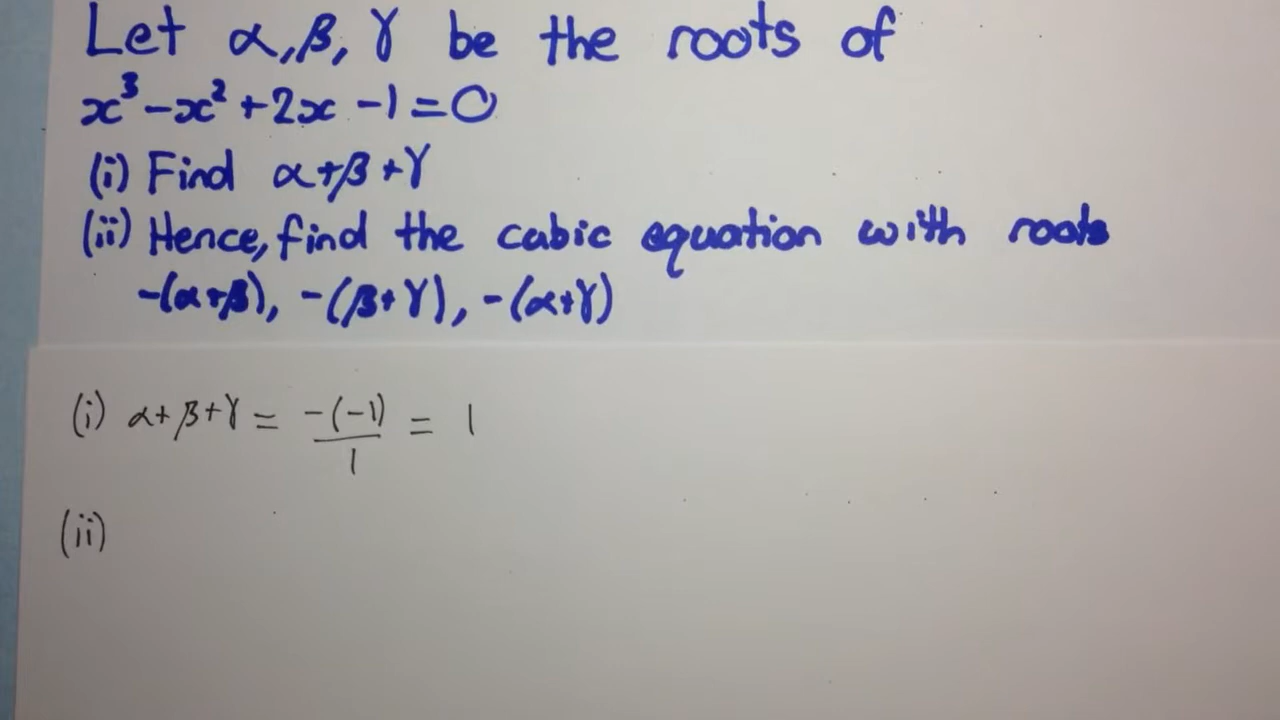 Let α, β, γ be the roots of
x³ - x² + 2x - 1 = 0
(i) Find α + β + γ
(ii) Hence, find the cubic equation with roots
-(α+β), -(β+γ), -(α+γ)
(i) α + β + γ = -(-1)/1 = 1
(ii)